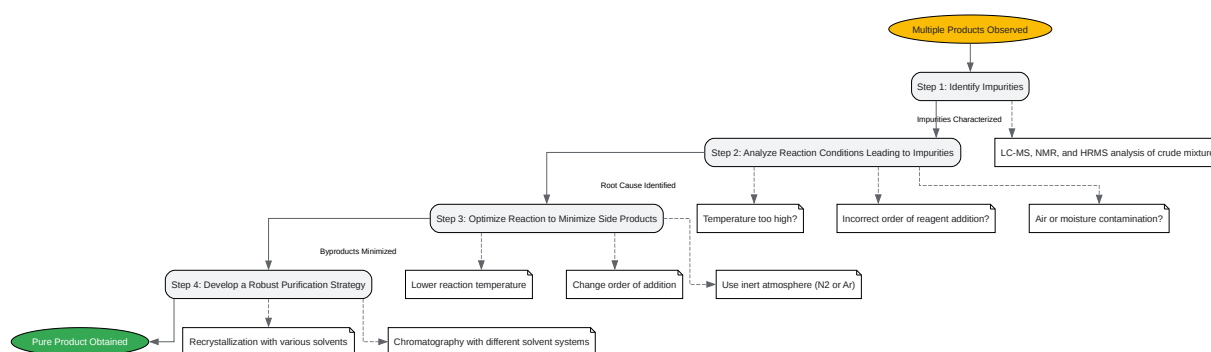 Multiple Products Observed
Step 1: Identify Impurities
Impurities Characterized
Step 2: Analyze Reaction Conditions Leading to Impurities
LC-MS, NMR, and HRMS analysis of crude mixture
Root Cause Identified
Step 3: Optimize Reaction to Minimize Side Products
Temperature too high?
Incorrect order of reagent addition?
Air or moisture contamination?
Byproducts Minimized
Step 4: Develop a Robust Purification Strategy
Lower reaction temperature
Change order of addition
Use inert atmosphere (N2 or Ar)
Pure Product Obtained
Recrystallization with various solvents
Chromatography with different solvent systems